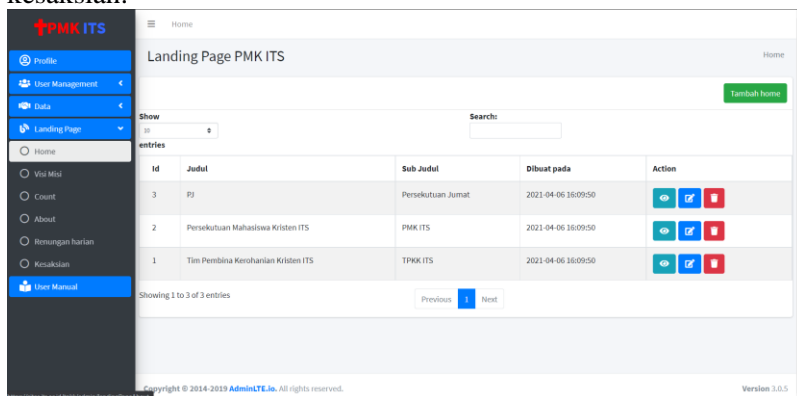 kesaksian.
PMK ITS
Home
Profile
User Management
Data
Landing Page
Home
Visi Misi
Count
About
Renungan harian
Kesaksian
User Manual
Landing Page PMK ITS
Home
Tambah home
Show
10
entries
Search:
Id Judul Sub Judul Dibuat pada Action
3 PJ Persekutuan Jumat 2021-04-06 16:09:50
2 Persekutuan Mahasiswa Kristen ITS PMK ITS 2021-04-06 16:09:50
1 Tim Pembina Kerohanian Kristen ITS TPKK ITS 2021-04-06 16:09:50
Showing 1 to 3 of 3 entries
Previous 1 Next
Copyright © 2014-2019 AdminLTE.io. All rights reserved.
Version 3.0.5